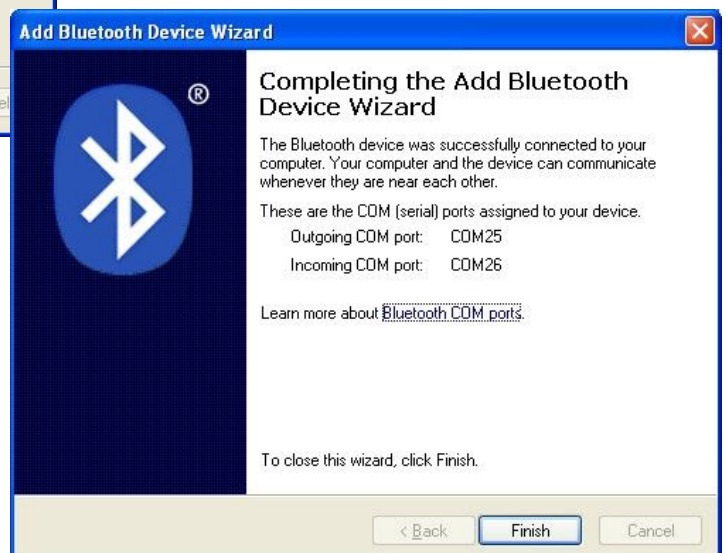 Add Bluetooth Device Wizard
®
Completing the Add Bluetooth
Device Wizard
The Bluetooth device was successfully connected to your
computer. Your computer and the device can communicate
whenever they are near each other.
These are the COM (serial) ports assigned to your device.
Outgoing COM port: COM25
Incoming COM port: COM26
Learn more about Bluetooth COM ports.
To close this wizard, click Finish.
< Back Finish Cancel